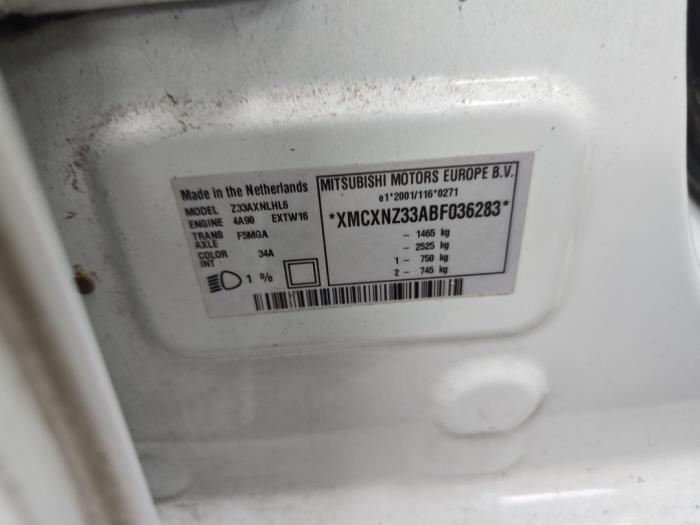 Made in the Netherlands
MODEL Z33AXNLHL6
ENGINE 4A90 EXTW16
TRANS F5MGA
AXLE
COLOR 34A
INT
1 %
MITSUBISHI MOTORS EUROPE B.V.
e1*2001/116*0271
*XMCXNZ33ABF036283*
- 1465 kg
- 2525 kg
1 - 750 kg
2 - 745 kg